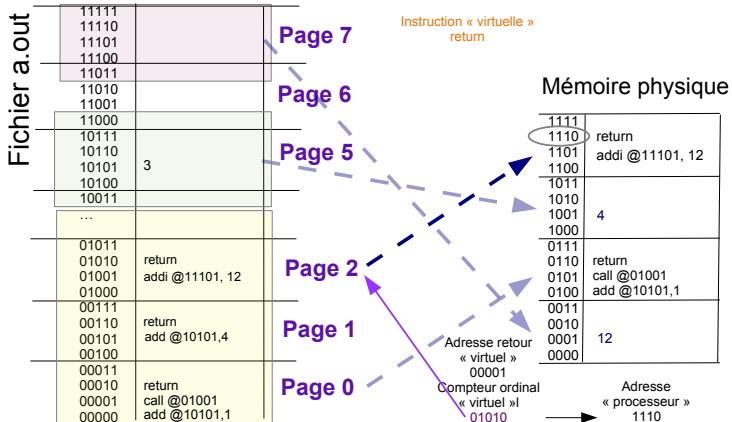 Fichier a.out
11111
11110
11101
11100
11011
11010
11001
11000
10111
10110
10101 3
10100
10011
...
01011
01010 return
01001 addi @11101, 12
01000
00111
00110 return
00101 add @10101,4
00100
00011
00010 return
00001 call @01001
00000 add @10101,1
Page 7
Page 6
Page 5
Page 2
Page 1
Page 0
Instruction « virtuelle »
return
Mémoire physique
1111
1110 return
1101 addi @11101, 12
1100
1011
1010
1001 4
1000
0111
0110 return
0101 call @01001
0100 add @10101,1
0011
0010
0001 12
0000
Adresse retour
« virtuel »
00001
Compteur ordinal
« virtuel »l
01010
Adresse
« processeur »
1110